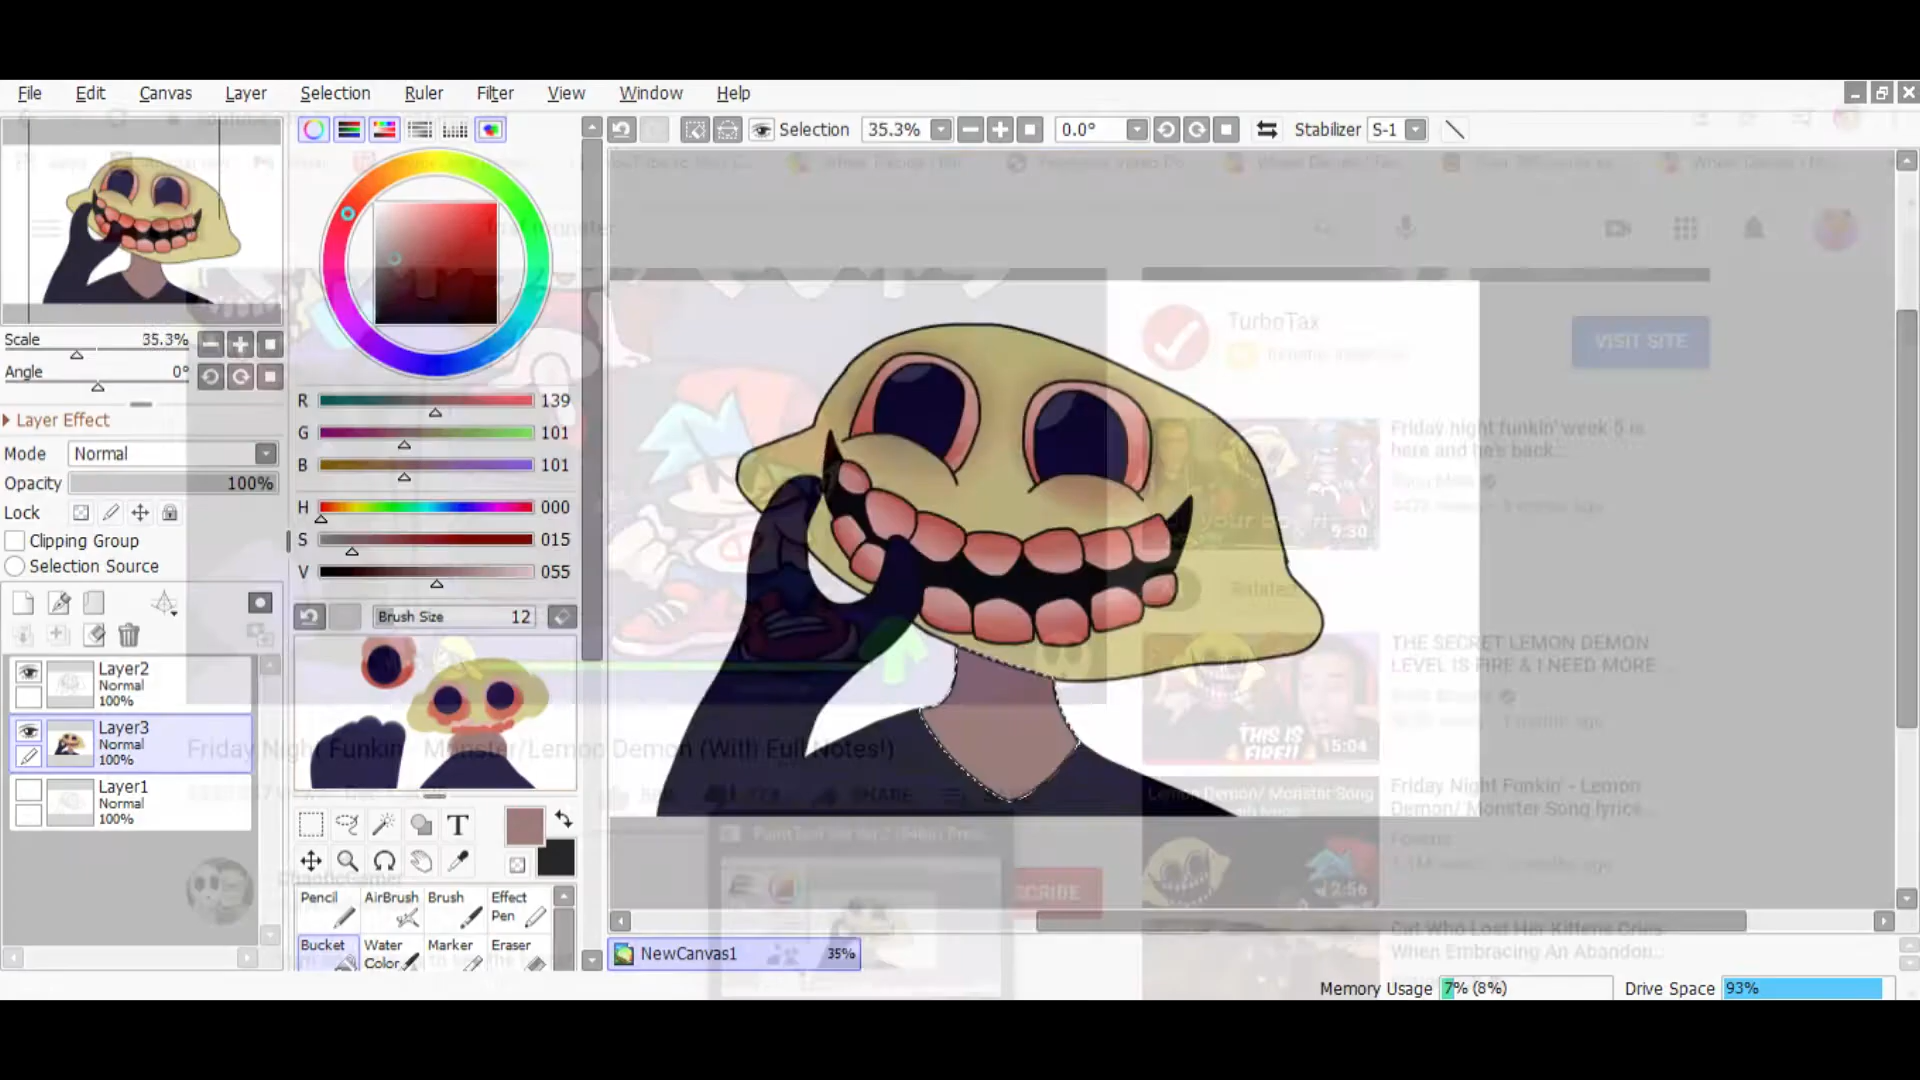 File Edit Canvas Layer Selection Ruler Filter View Window Help
Selection 35.3% 0.0° Stabilizer S-1
Scale 35.3%
Angle 0°
Layer Effect
Mode Normal
Opacity 100%
Lock
Clipping Group
Selection Source
Layer2
Normal
100%
Layer3
Normal
100%
Layer1
Normal
100%
R 139
G 101
B 101
H 000
S 015
V 055
Brush Size 12
T
Pencil AirBrush Brush Effect Pen
Bucket Water Color Marker Eraser
monster
TurboTax
VISIT SITE
Friday night funkin' week 5 is
here and he's back...
9:30
Related
THE SECRET LEMON DEMON
LEVEL IS FIRE & I NEED MORE
THIS IS
FIRE!!
15:04
Friday Night Funkin' - Lemon
Demon/ Monster Song lyrics...
Lemon Demon/ Monster Song
2:56
Cat Who Lost Her Kittens Cries
When Embracing An Abandon...
Friday Night Funkin' - Monster/Lemon Demon (With Full Notes!)
SHARE
ChaoticGamer
NewCanvas1 35%
Memory Usage 7% (8%) Drive Space 93%